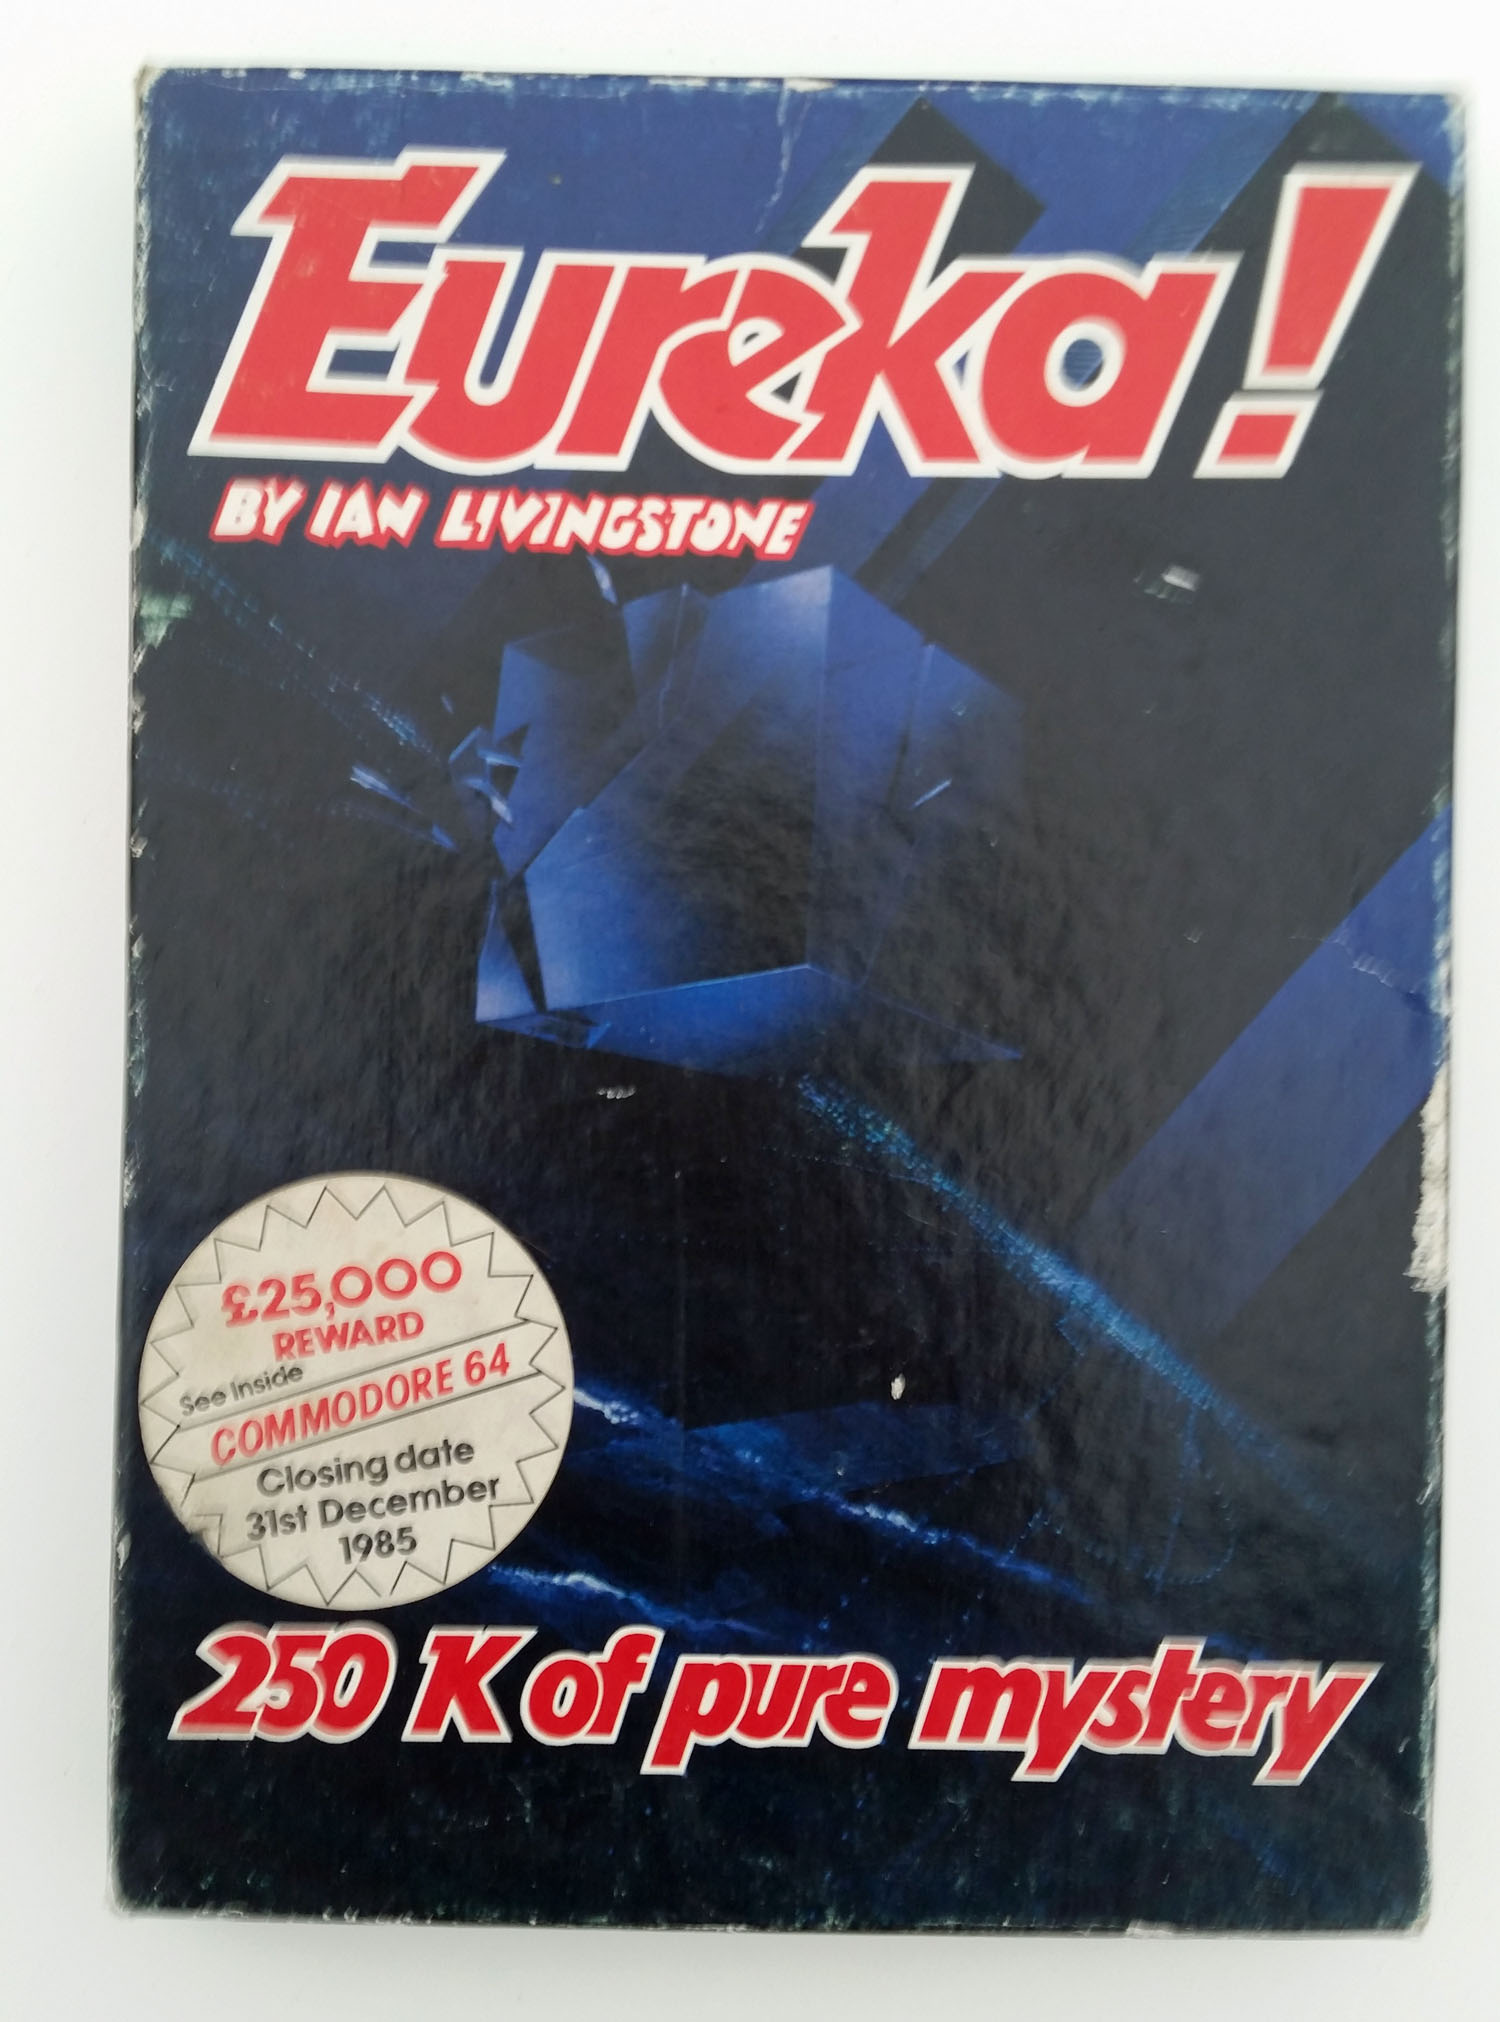 Eureka!
BY IAN LIVINGSTONE
£25,000
REWARD
See Inside
COMMODORE 64
Closing date
31st December
1985
250 K of pure mystery